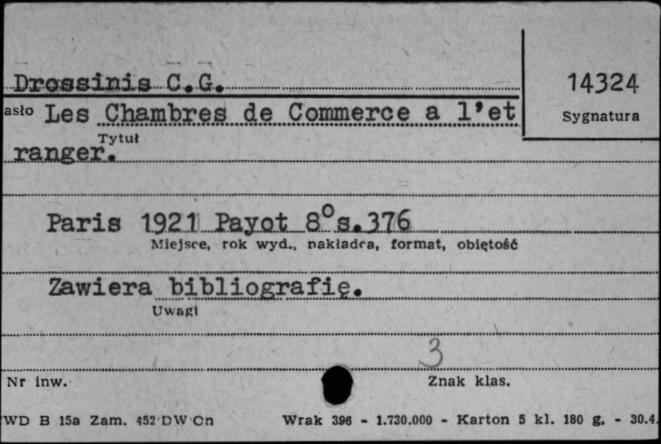 Drossinis C.G.
14324
asło Les Chambres de Commerce a l'et
Sygnatura
Tytuł
ranger.
Paris 1921 Payot 8° s.376
Miejsce, rok wyd., nakładca, format, objętość
Zawiera bibliografię.
Uwagi
3
Nr inw.
Znak klas.
WD B 15a Zam. 452 DW Cn Wrak 396 - 1.730.000 - Karton 5 kl. 180 g. - 30.4.